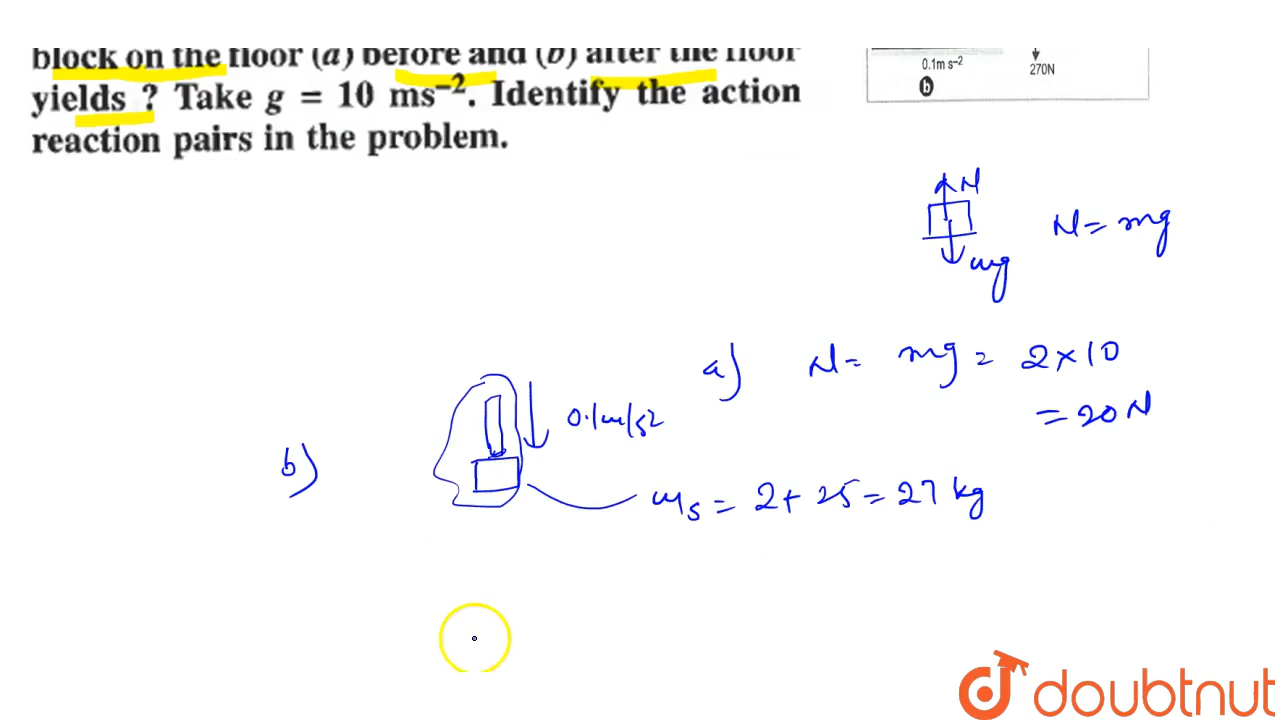 block on the floor (a) before and (b) after the floor
yields ? Take g = 10 ms⁻². Identify the action
reaction pairs in the problem.
0.1m s⁻²
270N
b
N
mg
N = mg
a) N = mg = 2 × 10
= 20 N
b)
0.1m/s2
ms = 2 + 25 = 27 kg
doubtnut